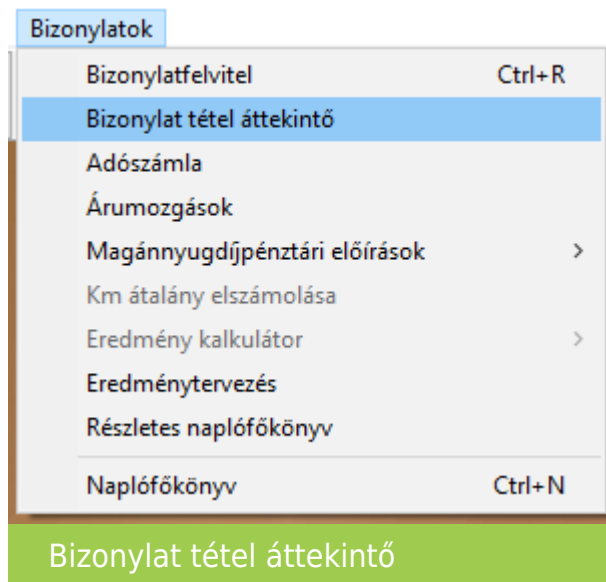 Bizonylatok
Bizonylatfelvitel Ctrl+R
Bizonylat tétel áttekintő
Adószámla
Árumozgások
Magánnyugdíjpénztári előírások >
Km átalány elszámolása
Eredmény kalkulátor >
Eredménytervezés
Részletes naplófőkönyv
Naplófőkönyv Ctrl+N
Bizonylat tétel áttekintő